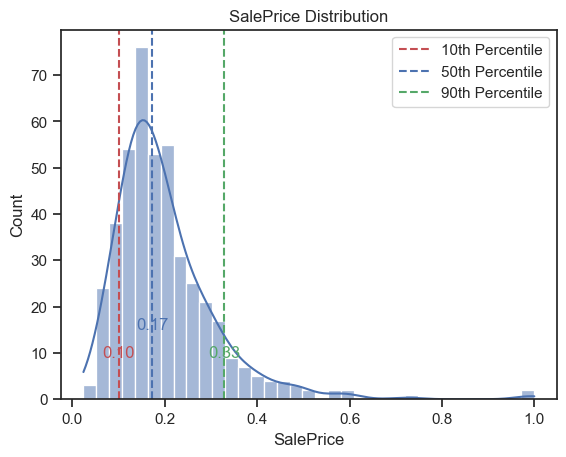 SalePrice Distribution
10th Percentile
50th Percentile
90th Percentile
Count
70
60
50
40
30
20
10
0
0.17
0.10
0.33
0.0
0.2
0.4
0.6
0.8
1.0
SalePrice